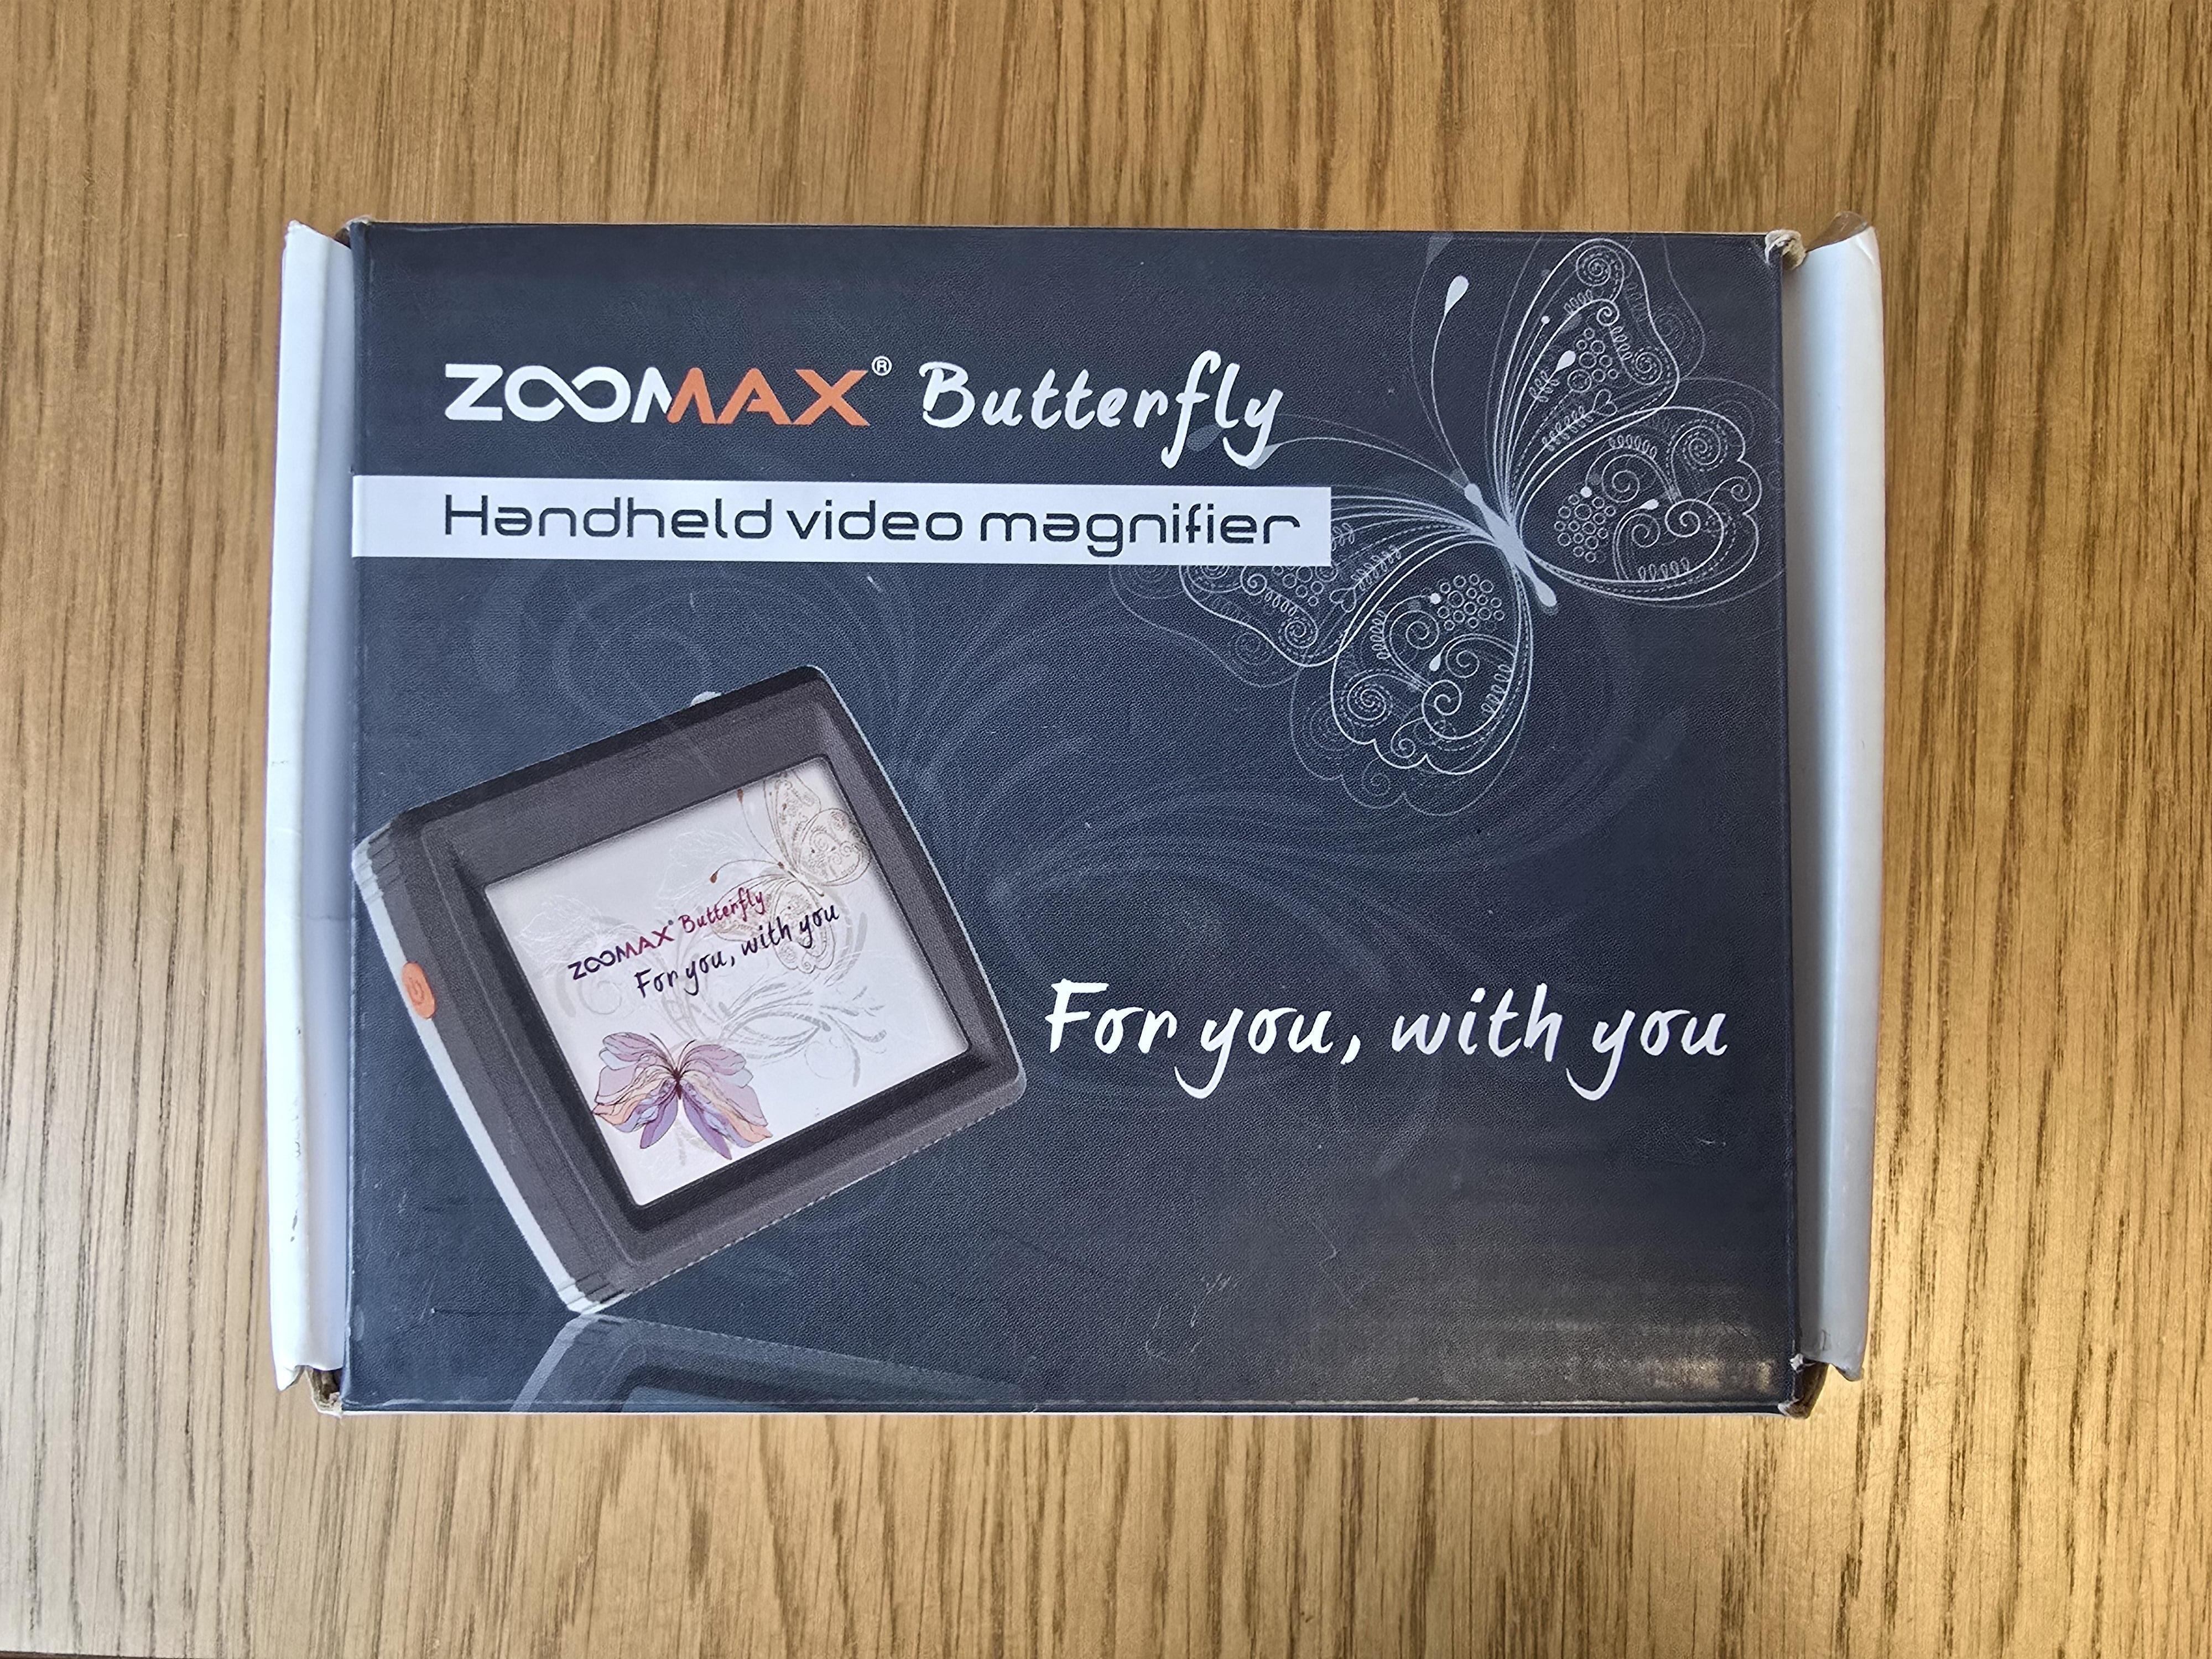 ZOOMAX® Butterfly
Handheld video magnifier
ZOOMAX® Butterfly
For you, with you
For you, with you